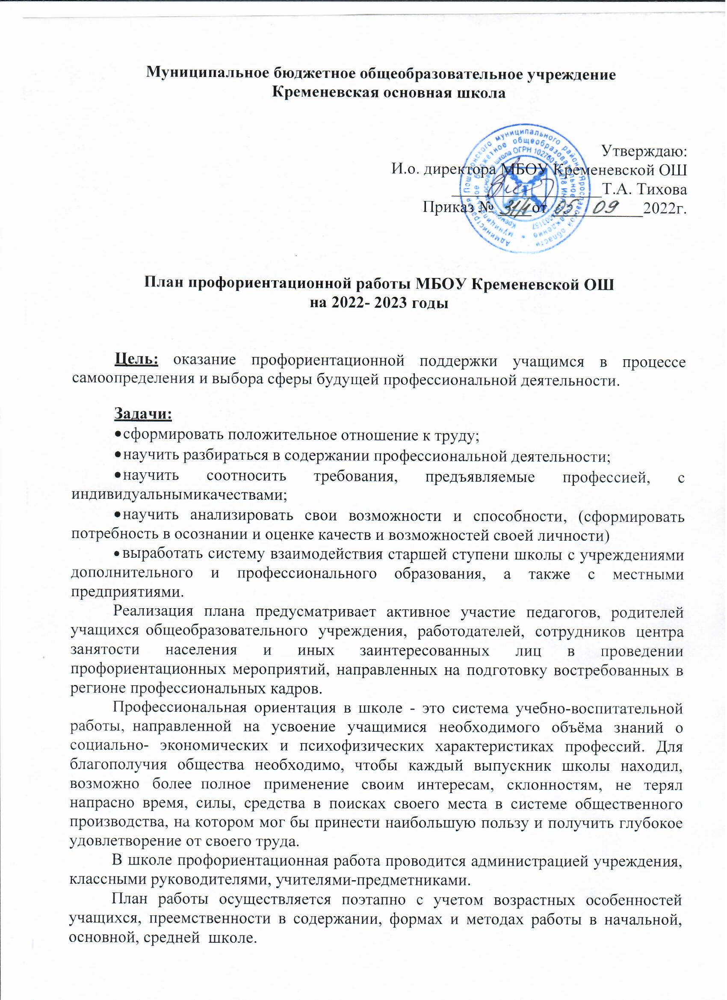 Муниципальное бюджетное общеобразовательное учреждение
Кременевская основная школа
Утверждаю:
И.о. директора МБОУ Кременевской ОШ
Т.А. Тихова
Приказ № 31/1 от 05 09 2022г.
Администрация Пошехонского муниципального района Ярославской области
муниципальное бюджетное общеобразовательное учреждение
Кременевская основная школа ОГРН
План профориентационной работы МБОУ Кременевской ОШ
на 2022- 2023 годы
Цель: оказание профориентационной поддержки учащимся в процессе
самоопределения и выбора сферы будущей профессиональной деятельности.
Задачи:
•сформировать положительное отношение к труду;
•научить разбираться в содержании профессиональной деятельности;
•научить соотносить требования, предъявляемые профессией, с
индивидуальнымикачествами;
•научить анализировать свои возможности и способности, (сформировать
потребность в осознании и оценке качеств и возможностей своей личности)
•выработать систему взаимодействия старшей ступени школы с учреждениями
дополнительного и профессионального образования, а также с местными
предприятиями.
Реализация плана предусматривает активное участие педагогов, родителей
учащихся общеобразовательного учреждения, работодателей, сотрудников центра
занятости населения и иных заинтересованных лиц в проведении
профориентационных мероприятий, направленных на подготовку востребованных в
регионе профессиональных кадров.
Профессиональная ориентация в школе - это система учебно-воспитательной
работы, направленной на усвоение учащимися необходимого объёма знаний о
социально- экономических и психофизических характеристиках профессий. Для
благополучия общества необходимо, чтобы каждый выпускник школы находил,
возможно более полное применение своим интересам, склонностям, не терял
напрасно время, силы, средства в поисках своего места в системе общественного
производства, на котором мог бы принести наибольшую пользу и получить глубокое
удовлетворение от своего труда.
В школе профориентационная работа проводится администрацией учреждения,
классными руководителями, учителями-предметниками.
План работы осуществляется поэтапно с учетом возрастных особенностей
учащихся, преемственности в содержании, формах и методах работы в начальной,
основной, средней школе.